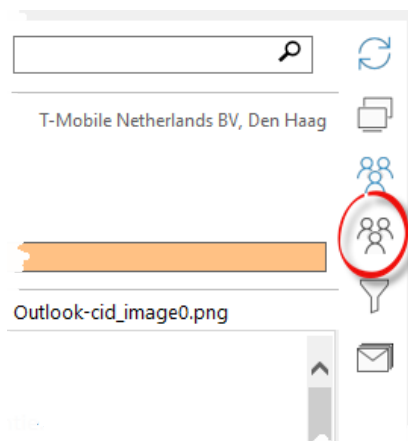 T-Mobile Netherlands BV, Den Haag
Outlook-cid_image0.png